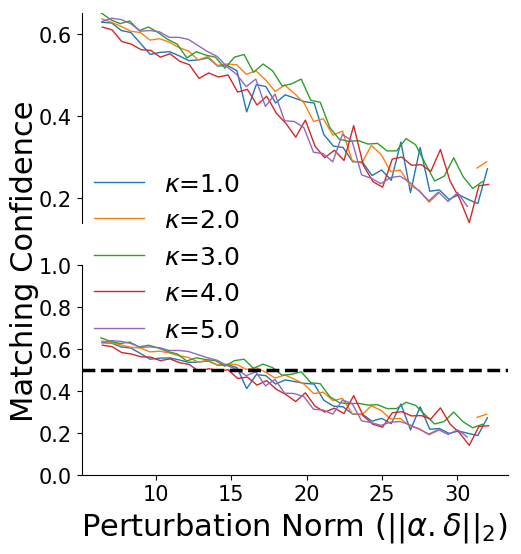 0.6
0.4
0.2
κ=1.0
κ=2.0
κ=3.0
κ=4.0
κ=5.0
Matching Confidence
1.0
0.8
0.6
0.4
0.2
0.0
10 15 20 25 30
Perturbation Norm (||α.δ||₂)